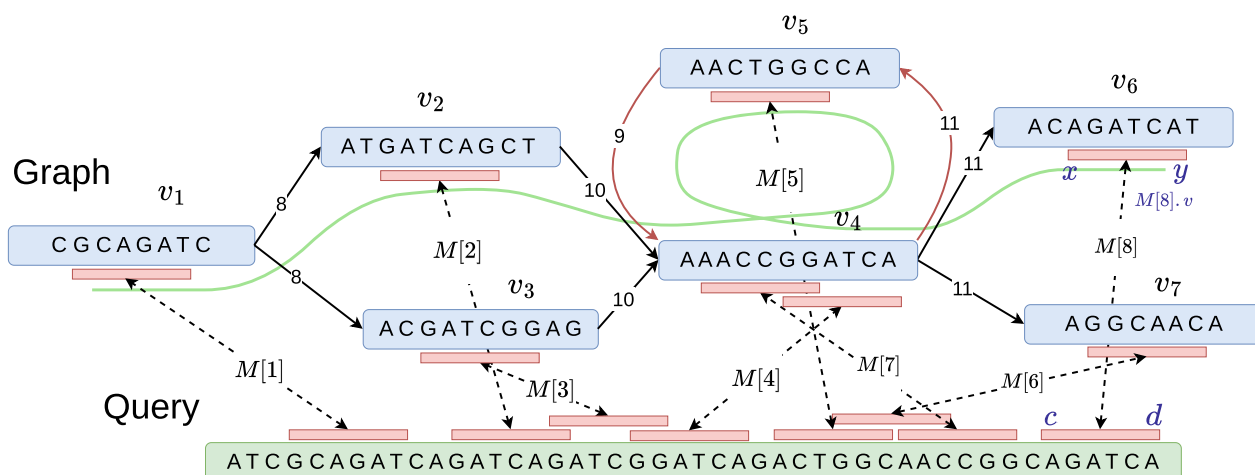 v5
AACTGGCCA
v6
v2
ACAGATCAT
9
11
ATGATCAGCT
11
Graph
x
y
M[5]
8
10
v1
M[8].v
v4
CGCAGATC
M[2]
M[8]
AAACCGGATCA
8
v3
v7
10
11
ACGATCGGAG
AGGCAACA
M[1]
M[3]
M[4]
M[7]
M[6]
Query
c
d
ATCGCAGATCAGATCAGATCGGATCAGACTGGCAACCGGCAGATCA